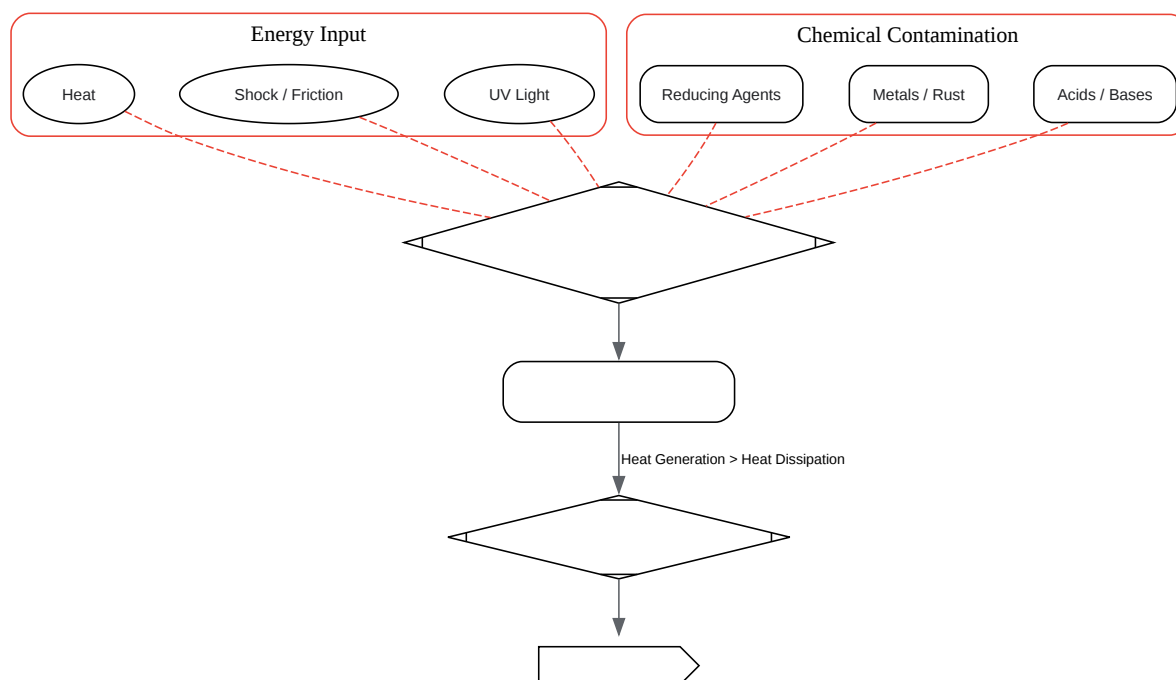 Energy Input
Chemical Contamination
Heat
Shock / Friction
UV Light
Reducing Agents
Metals / Rust
Acids / Bases
Heat Generation > Heat Dissipation